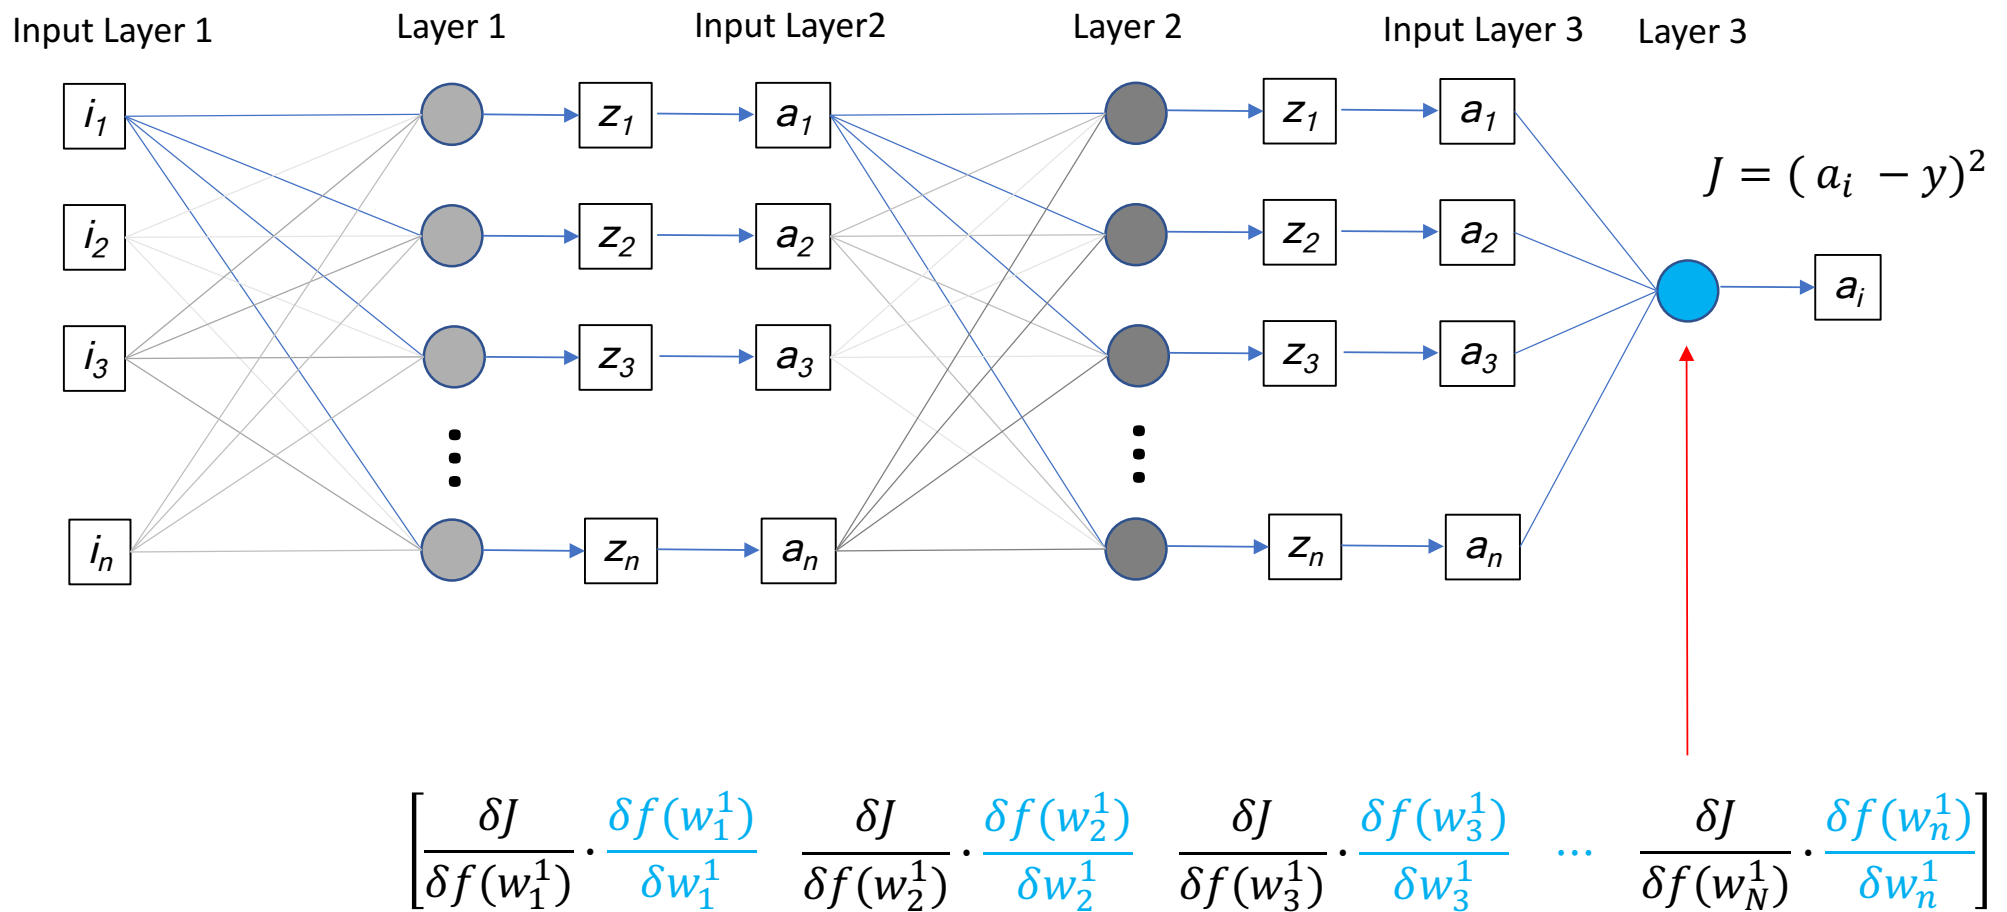 Input Layer 1 Layer 1 Input Layer2 Layer 2 Input Layer 3 Layer 3
i₁ z₁ a₁ z₁ a₁
J = ( aᵢ − y)²
i₂ z₂ a₂ z₂ a₂
aᵢ
i₃ z₃ a₃ z₃ a₃
iₙ zₙ aₙ zₙ aₙ
[ δJ/δf(w₁¹) · δf(w₁¹)/δw₁¹ δJ/δf(w₂¹) · δf(w₂¹)/δw₂¹ δJ/δf(w₃¹) · δf(w₃¹)/δw₃¹ ⋯ δJ/δf(w_N¹) · δf(wₙ¹)/δwₙ¹ ]